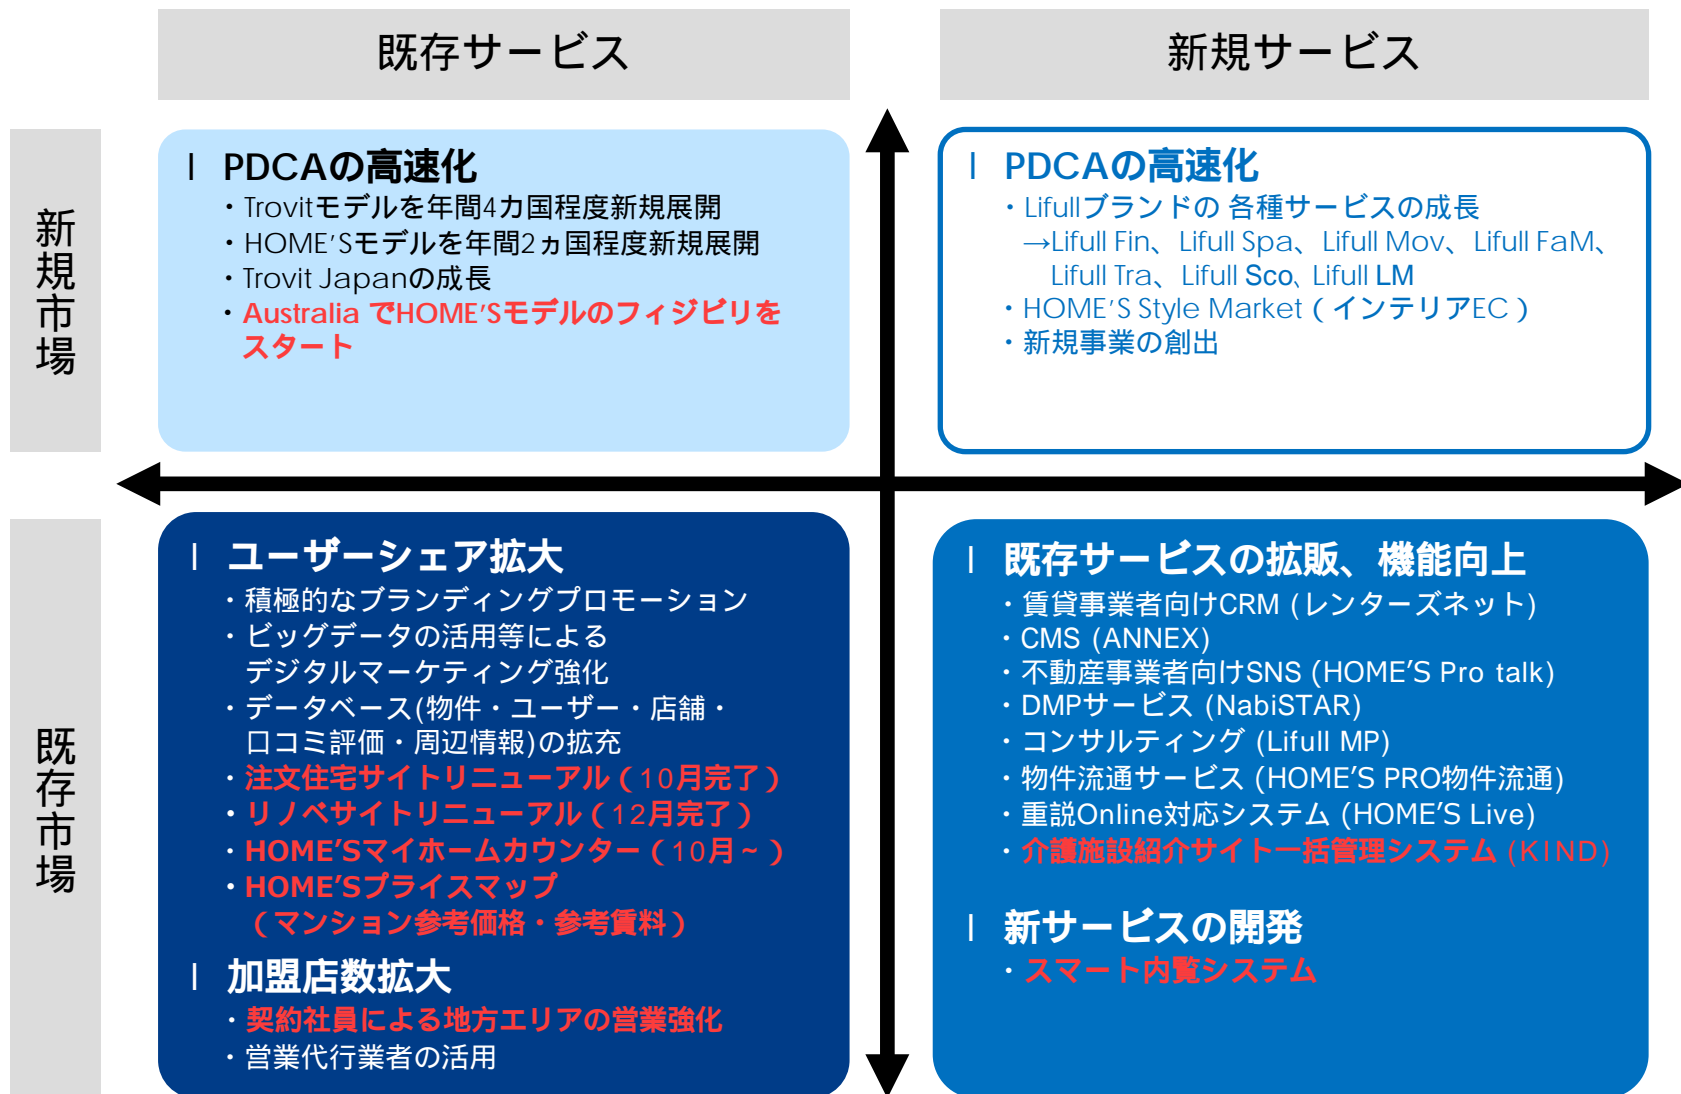 既存サービス
新規サービス
新規市場
l PDCAの高速化
・Trovitモデルを年間4カ国程度新規展開
・HOME'Sモデルを年間2ヵ国程度新規展開
・Trovit Japanの成長
・Australia でHOME'Sモデルのフィジビリを
スタート
l PDCAの高速化
・Lifullブランドの 各種サービスの成長
→Lifull Fin、Lifull Spa、Lifull Mov、Lifull FaM、
Lifull Tra、Lifull Sco、Lifull LM
・HOME'S Style Market（インテリアEC）
・新規事業の創出
既存市場
l ユーザーシェア拡大
・積極的なブランディングプロモーション
・ビッグデータの活用等による
デジタルマーケティング強化
・データベース(物件・ユーザー・店舗・
口コミ評価・周辺情報)の拡充
・注文住宅サイトリニューアル（10月完了）
・リノベサイトリニューアル（12月完了）
・HOME'Sマイホームカウンター（10月~）
・HOME'Sプライスマップ
（マンション参考価格・参考賃料）
l 加盟店数拡大
・契約社員による地方エリアの営業強化
・営業代行業者の活用
l 既存サービスの拡販、機能向上
・賃貸事業者向けCRM (レンターズネット)
・CMS (ANNEX)
・不動産事業者向けSNS (HOME'S Pro talk)
・DMPサービス (NabiSTAR)
・コンサルティング (Lifull MP)
・物件流通サービス (HOME'S PRO物件流通)
・重説Online対応システム (HOME'S Live)
・介護施設紹介サイト一括管理システム (KIND)
l 新サービスの開発
・スマート内覧システム